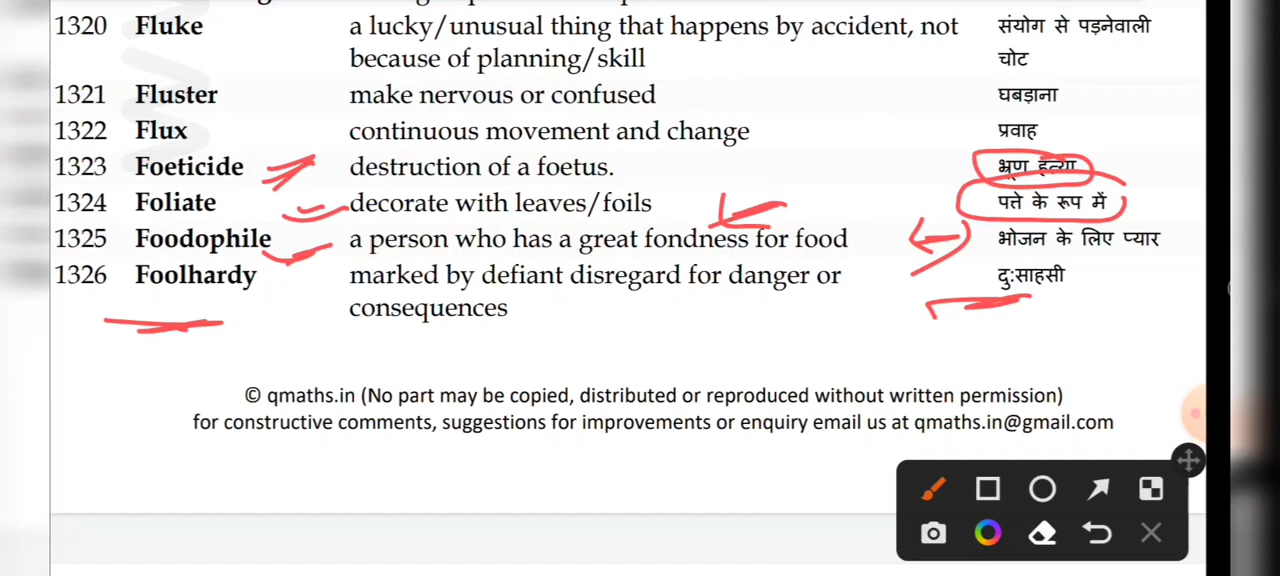 1320 Fluke a lucky/unusual thing that happens by accident, not संयोग से पड़नेवाली
because of planning/skill चोट
1321 Fluster make nervous or confused घबड़ाना
1322 Flux continuous movement and change प्रवाह
1323 Foeticide destruction of a foetus. भ्रूण हत्या
1324 Foliate decorate with leaves/foils पत्ते के रूप में
1325 Foodophile a person who has a great fondness for food भोजन के लिए प्यार
1326 Foolhardy marked by defiant disregard for danger or दुःसाहसी
consequences
© qmaths.in (No part may be copied, distributed or reproduced without written permission)
for constructive comments, suggestions for improvements or enquiry email us at qmaths.in@gmail.com